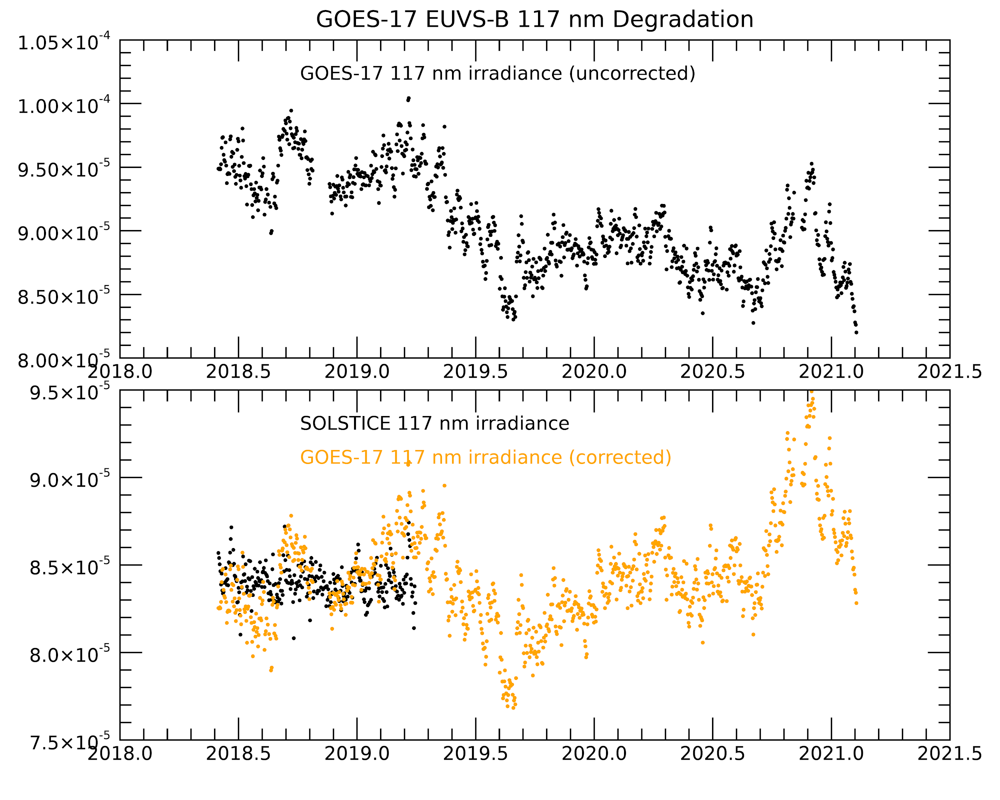 GOES-17 EUVS-B 117 nm Degradation
1.05×10⁻⁴
GOES-17 117 nm irradiance (uncorrected)
1.00×10⁻⁴
9.50×10⁻⁵
9.00×10⁻⁵
8.50×10⁻⁵
8.00×10⁻⁵
2018.0 2018.5 2019.0 2019.5 2020.0 2020.5 2021.0 2021.5
9.5×10⁻⁵
SOLSTICE 117 nm irradiance
GOES-17 117 nm irradiance (corrected)
9.0×10⁻⁵
8.5×10⁻⁵
8.0×10⁻⁵
7.5×10⁻⁵
2018.0 2018.5 2019.0 2019.5 2020.0 2020.5 2021.0 2021.5